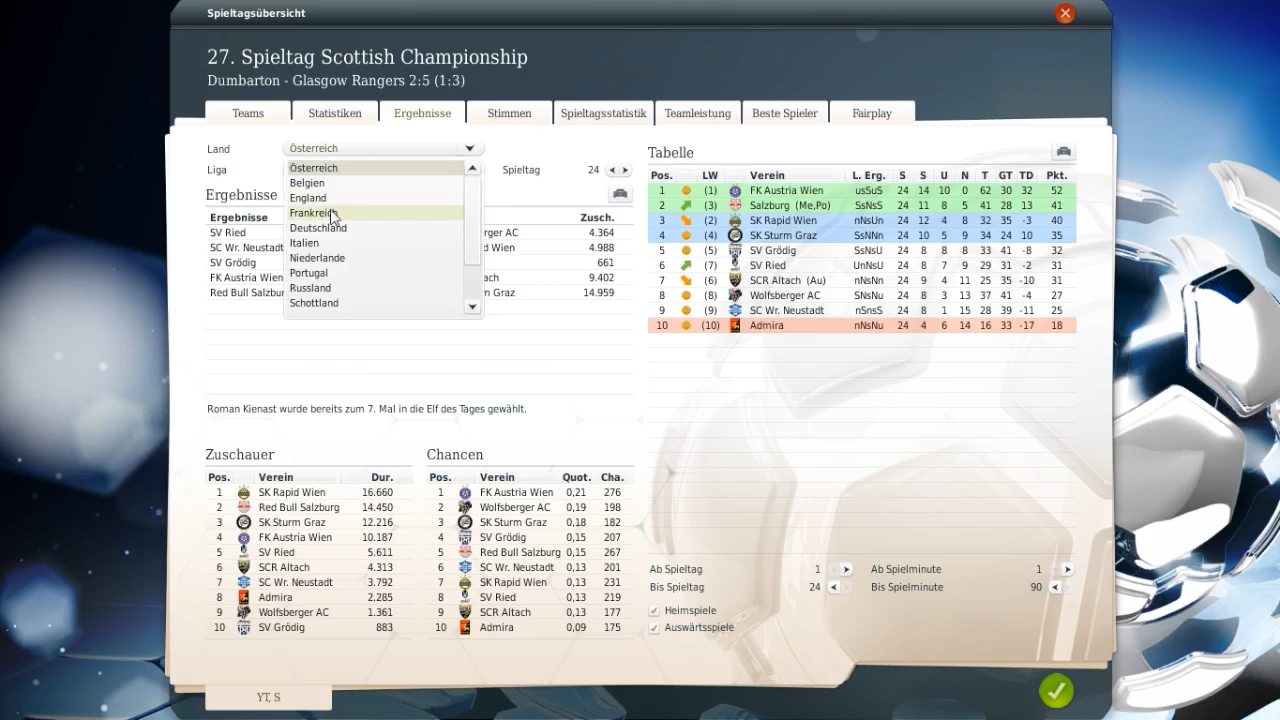 Spieltagsübersicht
27. Spieltag Scottish Championship
Dumbarton - Glasgow Rangers 2:5 (1:3)
Teams Statistiken Ergebnisse Stimmen Spieltagsstatistik Teamleistung Beste Spieler Fairplay
Land Österreich
Liga Spieltag 24
Österreich
Belgien
England
Frankreich
Deutschland
Italien
Niederlande
Portugal
Russland
Schottland
Ergebnisse
Ergebnisse Zusch.
SV Ried rger AC 4.364
SC Wr. Neustadt d Wien 4.988
SV Grödig 661
FK Austria Wien ach 9.402
Red Bull Salzbur m Graz 14.959
Roman Kienast wurde bereits zum 7. Mal in die Elf des Tages gewählt.
Tabelle
Pos. LW Verein L. Erg. S S U N T GT TD Pkt.
1 (1) FK Austria Wien usSuS 24 14 10 0 62 30 32 52
2 (3) Salzburg (Me,Po) SsNsS 24 11 8 5 41 28 13 41
3 (2) SK Rapid Wien nNsUn 24 12 4 8 32 35 -3 40
4 (4) SK Sturm Graz SsNNn 24 10 5 9 34 24 10 35
5 (5) SV Grödig SsNsU 24 8 8 8 33 41 -8 32
6 (7) SV Ried UnNsU 24 8 7 9 29 31 -2 31
7 (6) SCR Altach (Au) nNsNn 24 9 4 11 25 35 -10 31
8 (8) Wolfsberger AC SNsNu 24 8 3 13 37 41 -4 27
9 (9) SC Wr. Neustadt nSnsS 24 8 1 15 28 39 -11 25
10 (10) Admira nNsNu 24 4 6 14 16 33 -17 18
Zuschauer
Pos. Verein Dur.
1 SK Rapid Wien 16.660
2 Red Bull Salzburg 14.450
3 SK Sturm Graz 12.216
4 FK Austria Wien 10.187
5 SV Ried 5.611
6 SCR Altach 4.313
7 SC Wr. Neustadt 3.792
8 Admira 2.285
9 Wolfsberger AC 1.361
10 SV Grödig 883
Chancen
Pos. Verein Quot. Cha.
1 FK Austria Wien 0,21 276
2 Wolfsberger AC 0,19 198
3 SK Sturm Graz 0,18 182
4 SV Grödig 0,15 207
5 Red Bull Salzburg 0,15 267
6 SC Wr. Neustadt 0,13 201
7 SK Rapid Wien 0,13 231
8 SV Ried 0,13 219
9 SCR Altach 0,13 177
10 Admira 0,09 175
Ab Spieltag 1 Ab Spielminute 1
Bis Spieltag 24 Bis Spielminute 90
Heimspiele
Auswärtsspiele
YT, S